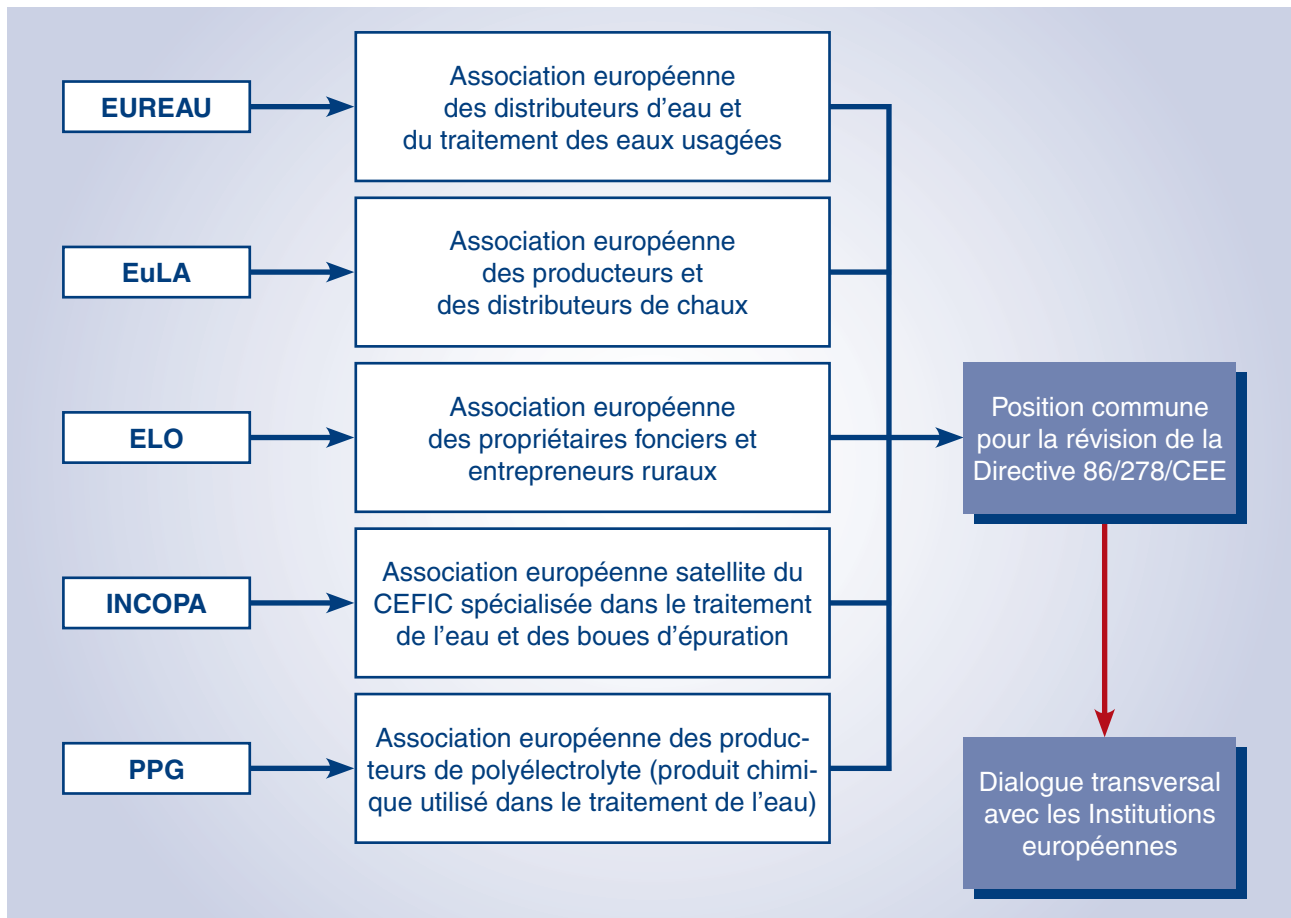 EUREAU
Association européenne
des distributeurs d'eau et
du traitement des eaux usagées
EuLA
Association européenne
des producteurs et
des distributeurs de chaux
ELO
Association européenne
des propriétaires fonciers et
entrepreneurs ruraux
INCOPA
Association européenne satellite du
CEFIC spécialisée dans le traitement
de l'eau et des boues d'épuration
PPG
Association européenne des produc-
teurs de polyélectrolyte (produit chimi-
que utilisé dans le traitement de l'eau)
Position commune
pour la révision de la
Directive 86/278/CEE
Dialogue transversal
avec les Institutions
européennes